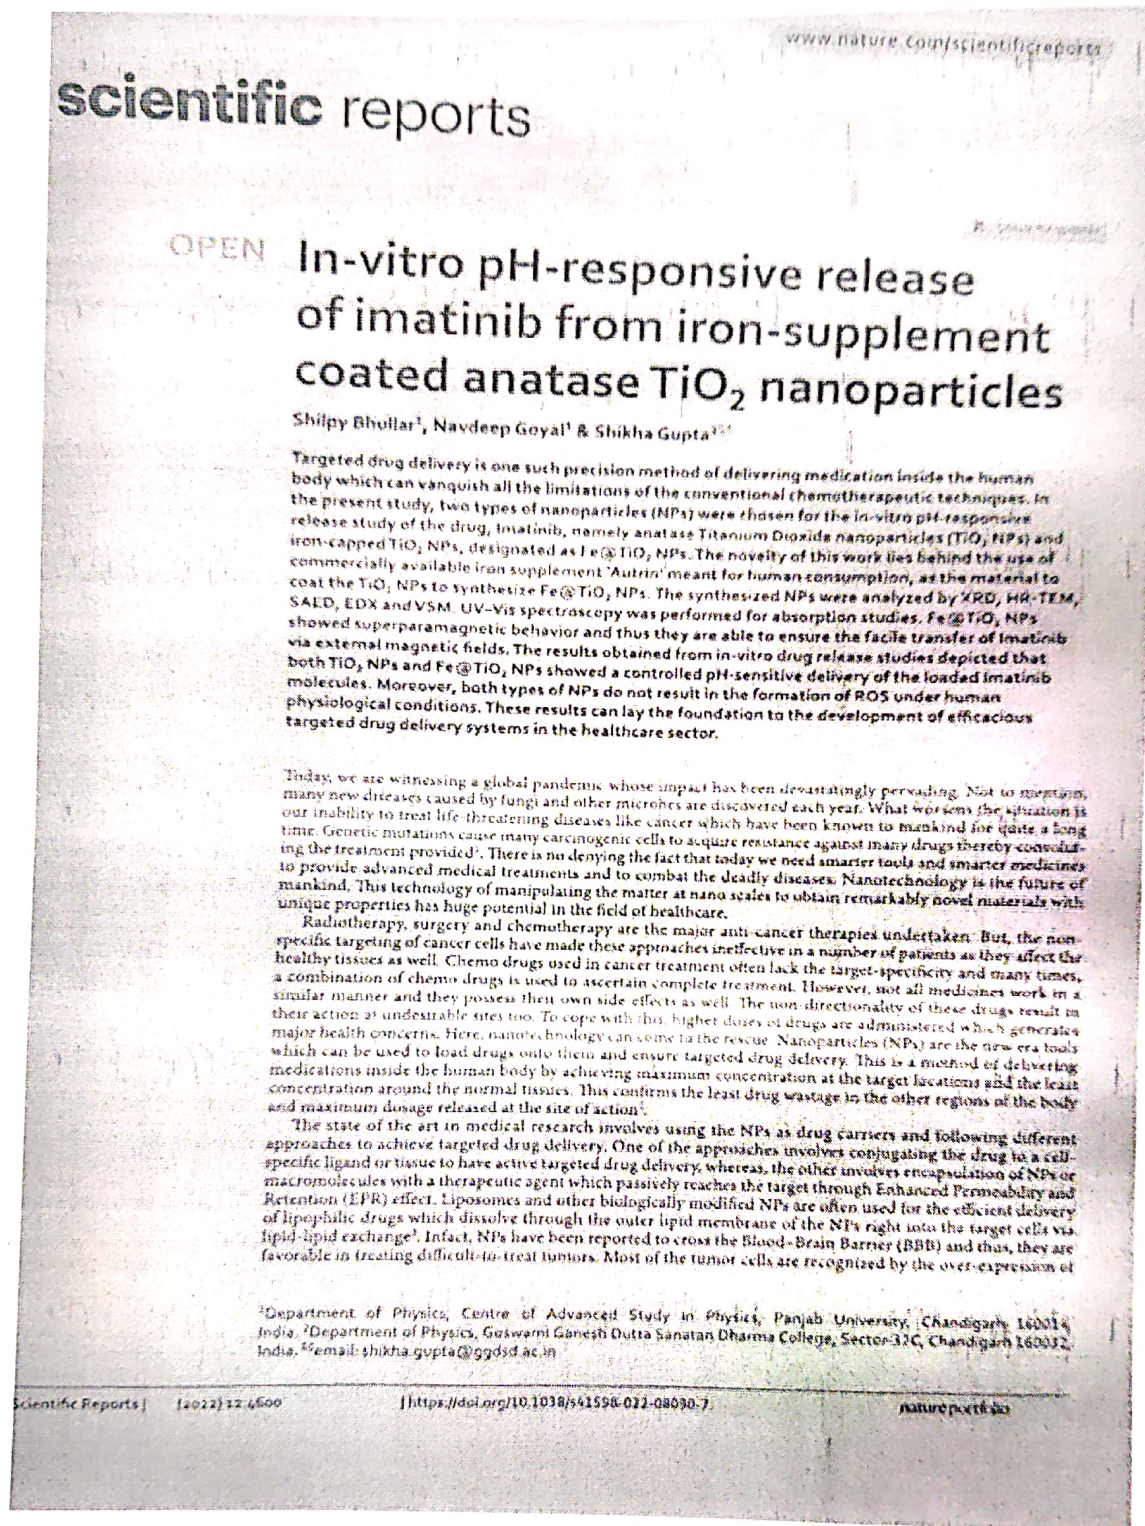 www.nature.com/scientificreports
scientific reports
OPEN
In-vitro pH-responsive release
of imatinib from iron-supplement
coated anatase TiO₂ nanoparticles
Shilpy Bhullar¹, Navdeep Goyal¹ & Shikha Gupta²
Targeted drug delivery is one such precision method of delivering medication inside the human
body which can vanquish all the limitations of the conventional chemotherapeutic techniques. In
the present study, two types of nanoparticles (NPs) were chosen for the in-vitro pH-responsive
release study of the drug, Imatinib, namely anatase Titanium Dioxide nanoparticles (TiO₂ NPs) and
iron-capped TiO₂ NPs, designated as Fe@TiO₂ NPs. The novelty of this work lies behind the use of
commercially available iron supplement 'Autrin' meant for human consumption, as the material to
coat the TiO₂ NPs to synthesize Fe@TiO₂ NPs. The synthesized NPs were analyzed by XRD, HR-TEM,
SAED, EDX and VSM. UV–Vis spectroscopy was performed for absorption studies. Fe@TiO₂ NPs
showed superparamagnetic behavior and thus they are able to ensure the facile transfer of Imatinib
via external magnetic fields. The results obtained from in-vitro drug release studies depicted that
both TiO₂ NPs and Fe@TiO₂ NPs showed a controlled pH-sensitive delivery of the loaded Imatinib
molecules. Moreover, both types of NPs do not result in the formation of ROS under human
physiological conditions. These results can lay the foundation to the development of efficacious
targeted drug delivery systems in the healthcare sector.
Today, we are witnessing a global pandemic whose impact has been devastatingly pervading. Not to mention,
many new diseases caused by fungi and other microbes are discovered each year. What worsens the situation is
our inability to treat life-threatening diseases like cancer which have been known to mankind for quite a long
time. Genetic mutations cause many carcinogenic cells to acquire resistance against many drugs thereby convolut-
ing the treatment provided¹. There is no denying the fact that today we need smarter tools and smarter medicines
to provide advanced medical treatments and to combat the deadly diseases. Nanotechnology is the future of
mankind. This technology of manipulating the matter at nano scales to obtain remarkably novel materials with
unique properties has huge potential in the field of healthcare.
Radiotherapy, surgery and chemotherapy are the major anti-cancer therapies undertaken. But, the non-
specific targeting of cancer cells have made these approaches ineffective in a number of patients as they affect the
healthy tissues as well. Chemo drugs used in cancer treatment often lack the target-specificity and many times,
a combination of chemo drugs is used to ascertain complete treatment. However, not all medicines work in a
similar manner and they possess their own side effects as well. The non-directionality of these drugs result in
their action at undesirable sites too. To cope with this, higher doses of drugs are administered which generates
major health concerns. Here, nanotechnology can come to the rescue. Nanoparticles (NPs) are the new era tools
which can be used to load drugs onto them and ensure targeted drug delivery. This is a method of delivering
medications inside the human body by achieving maximum concentration at the target locations and the least
concentration around the normal tissues. This confirms the least drug wastage in the other regions of the body
and maximum dosage released at the site of action².
The state of the art in medical research involves using the NPs as drug carriers and following different
approaches to achieve targeted drug delivery. One of the approaches involves conjugating the drug to a cell-
specific ligand or tissue to have active targeted drug delivery, whereas, the other involves encapsulation of NPs or
macromolecules with a therapeutic agent which passively reaches the target through Enhanced Permeability and
Retention (EPR) effect. Liposomes and other biologically modified NPs are often used for the efficient delivery
of lipophilic drugs which dissolve through the outer lipid membrane of the NPs right into the target cells via
lipid-lipid exchange³. Infact, NPs have been reported to cross the Blood–Brain Barrier (BBB) and thus, they are
favorable in treating difficult-to-treat tumors. Most of the tumor cells are recognized by the over-expression of
¹Department of Physics, Centre of Advanced Study in Physics, Panjab University, Chandigarh 160014,
India. ²Department of Physics, Goswami Ganesh Dutta Sanatan Dharma College, Sector-32C, Chandigarh 160032,
India. email: shikha.gupta@ggdsd.ac.in
Scientific Reports | (2022) 12:4600 | https://doi.org/10.1038/s41598-022-08090-7 natureportfolio